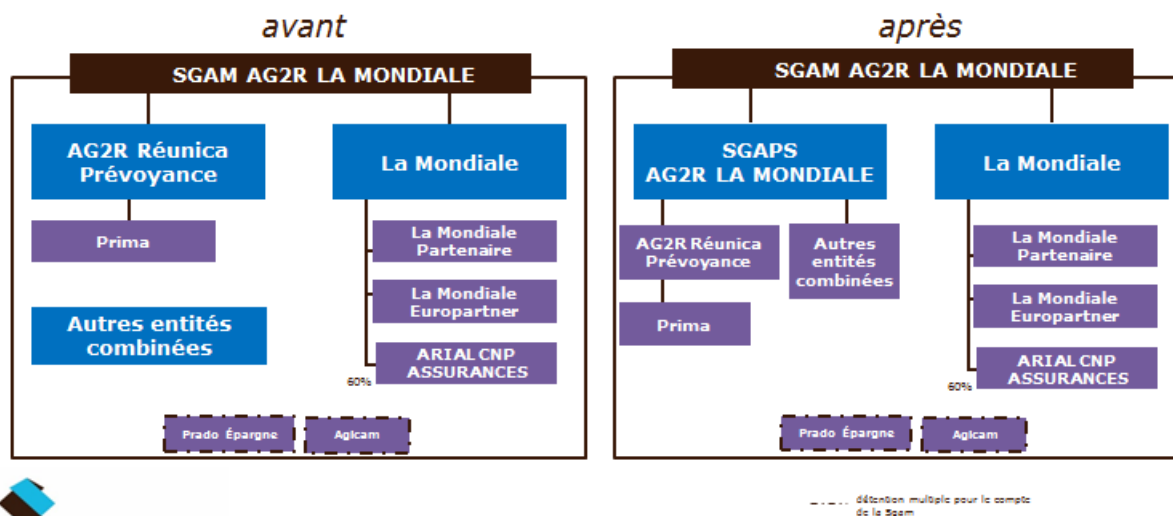 avant
SGAM AG2R LA MONDIALE
AG2R Réunica
Prévoyance
La Mondiale
Prima
La Mondiale
Partenaire
La Mondiale
Europartner
Autres entités
combinées
ARIAL CNP
ASSURANCES
60%
Prado Épargne
Agicam
après
SGAM AG2R LA MONDIALE
SGAPS
AG2R LA MONDIALE
La Mondiale
AG2R Réunica
Prévoyance
Autres
entités
combinées
La Mondiale
Partenaire
Prima
La Mondiale
Europartner
ARIAL CNP
ASSURANCES
60%
Prado Épargne
Agicam
détention multiple pour le compte
de la Sgam